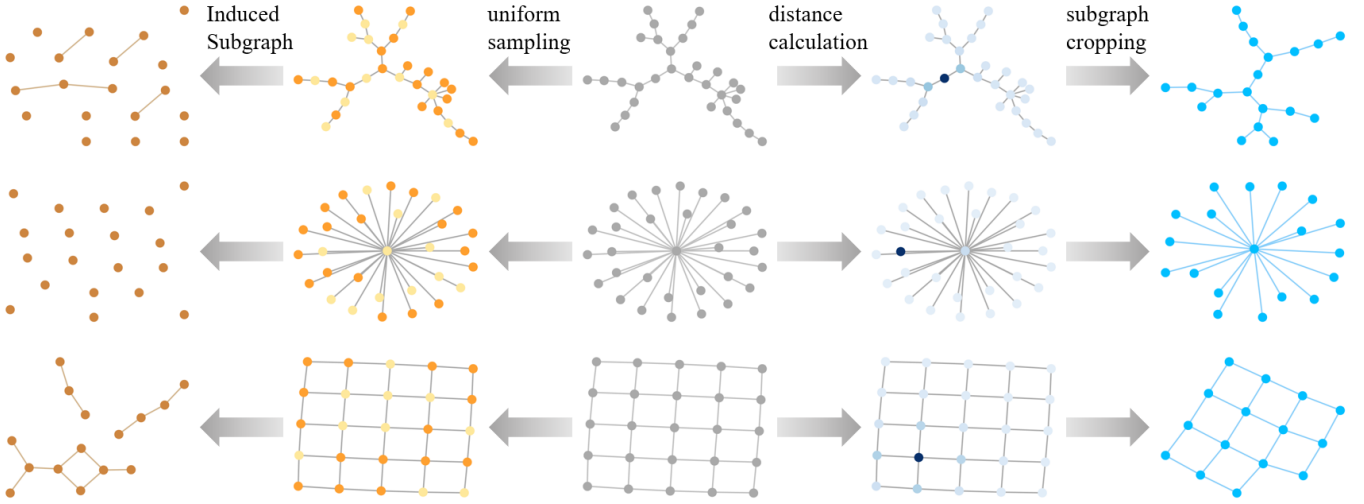 Induced
Subgraph
uniform
sampling
distance
calculation
subgraph
cropping